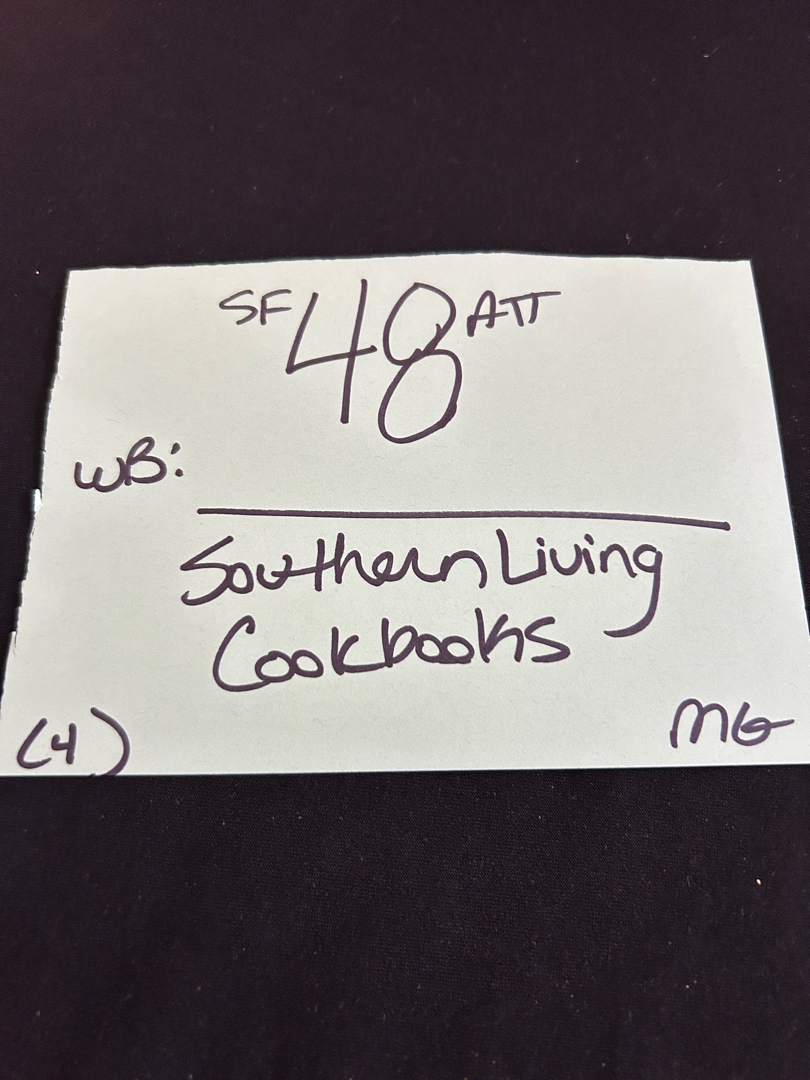 SF 48 ATT
WB:
Southern Living
Cookbooks
(4) MG